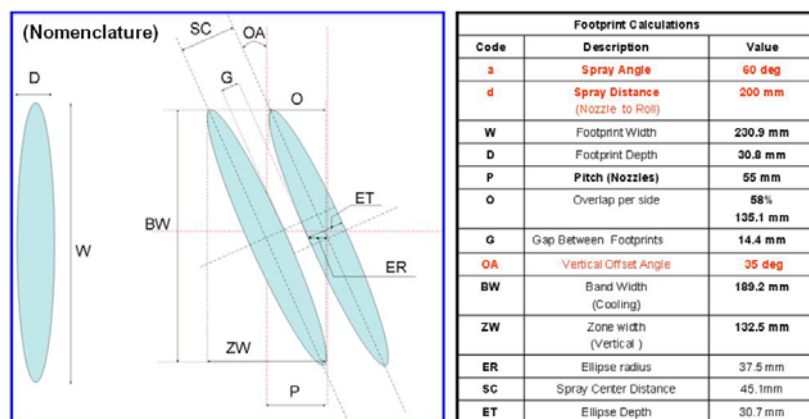 (Nomenclature)
SC
OA
G
D
O
ET
BW
W
ER
ZW
P
Footprint Calculations
Code Description Value
a Spray Angle 60 deg
d Spray Distance 200 mm
(Nozzle to Roll)
W Footprint Width 230.9 mm
D Footprint Depth 30.8 mm
P Pitch (Nozzles) 55 mm
O Overlap per side 58%
135.1 mm
G Gap Between Footprints 14.4 mm
OA Vertical Offset Angle 35 deg
BW Band Width 189.2 mm
(Cooling)
ZW Zone width 132.5 mm
(Vertical )
ER Ellipse radius 37.5 mm
SC Spray Center Distance 45.1mm
ET Ellipse Depth 30.7 mm